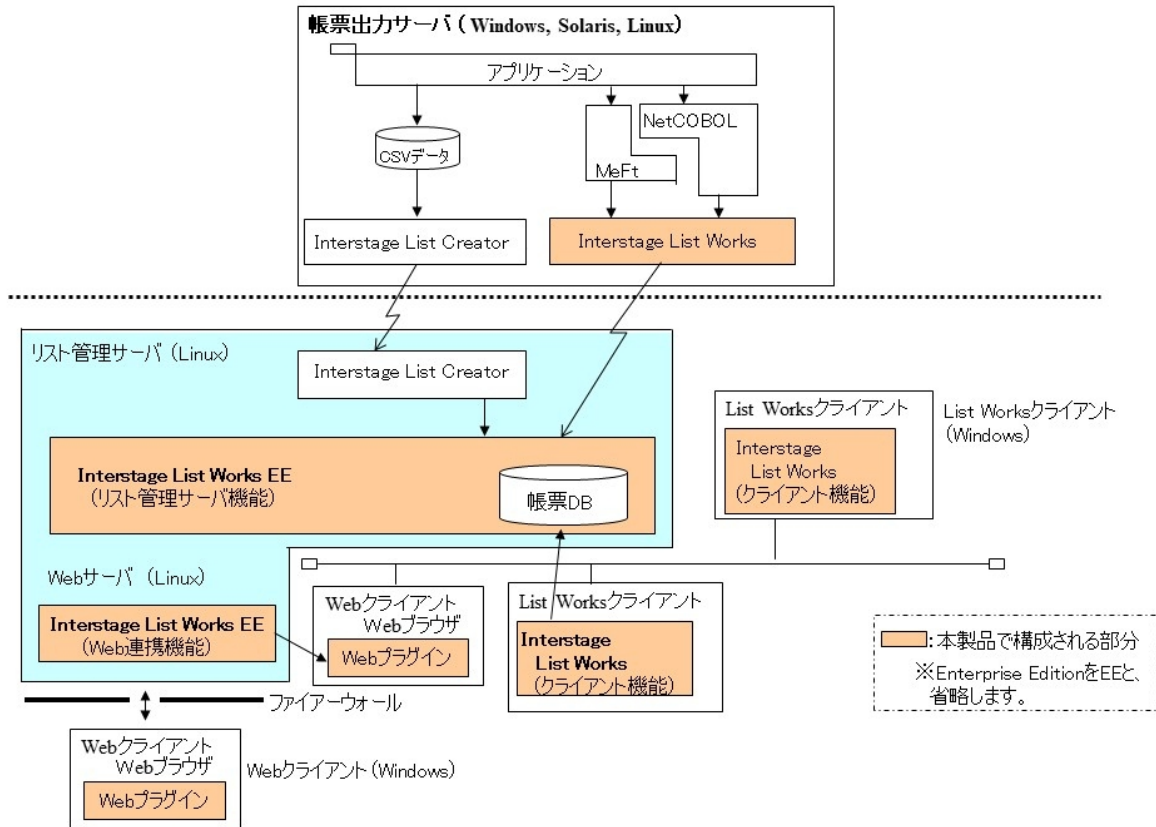 帳票出力サーバ ( Windows, Solaris, Linux)
アプリケーション
CSVデータ
MeFt
NetCOBOL
Interstage List Creator
Interstage List Works
リスト管理サーバ (Linux)
Interstage List Creator
Interstage List Works EE
(リスト管理サーバ機能)
帳票DB
List Worksクライアント
Interstage
List Works
(クライアント機能)
List Worksクライアント
(Windows)
Webサーバ (Linux)
Interstage List Works EE
(Web連携機能)
Webクライアント
Webブラウザ
Webプラグイン
List Worksクライアント
Interstage
List Works
(クライアント機能)
:本製品で構成される部分
※Enterprise EditionをEEと、
省略します。
ファイアーウォール
Webクライアント
Webブラウザ
Webプラグイン
Webクライアント (Windows)